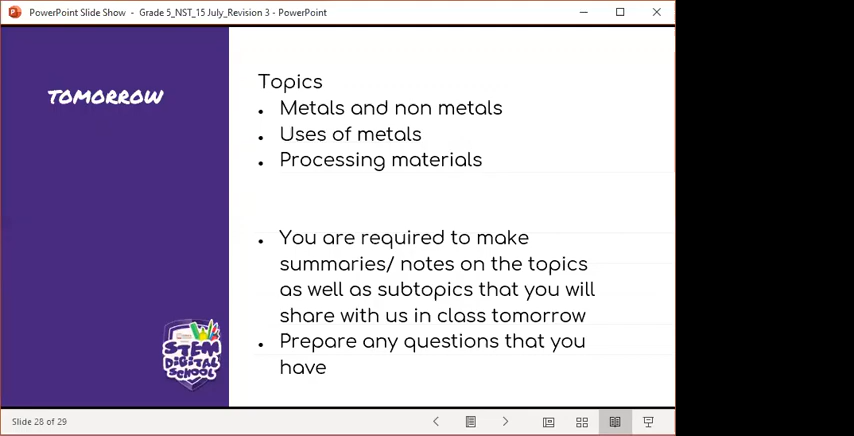 PowerPoint Slide Show - Grade 5_NST_15 July_Revision 3 - PowerPoint
TOMORROW
Topics
• Metals and non metals
• Uses of metals
• Processing materials
• You are required to make
summaries/ notes on the topics
as well as subtopics that you will
share with us in class tomorrow
• Prepare any questions that you
have
STEM
DIGITAL
SCHOOL
Slide 28 of 29